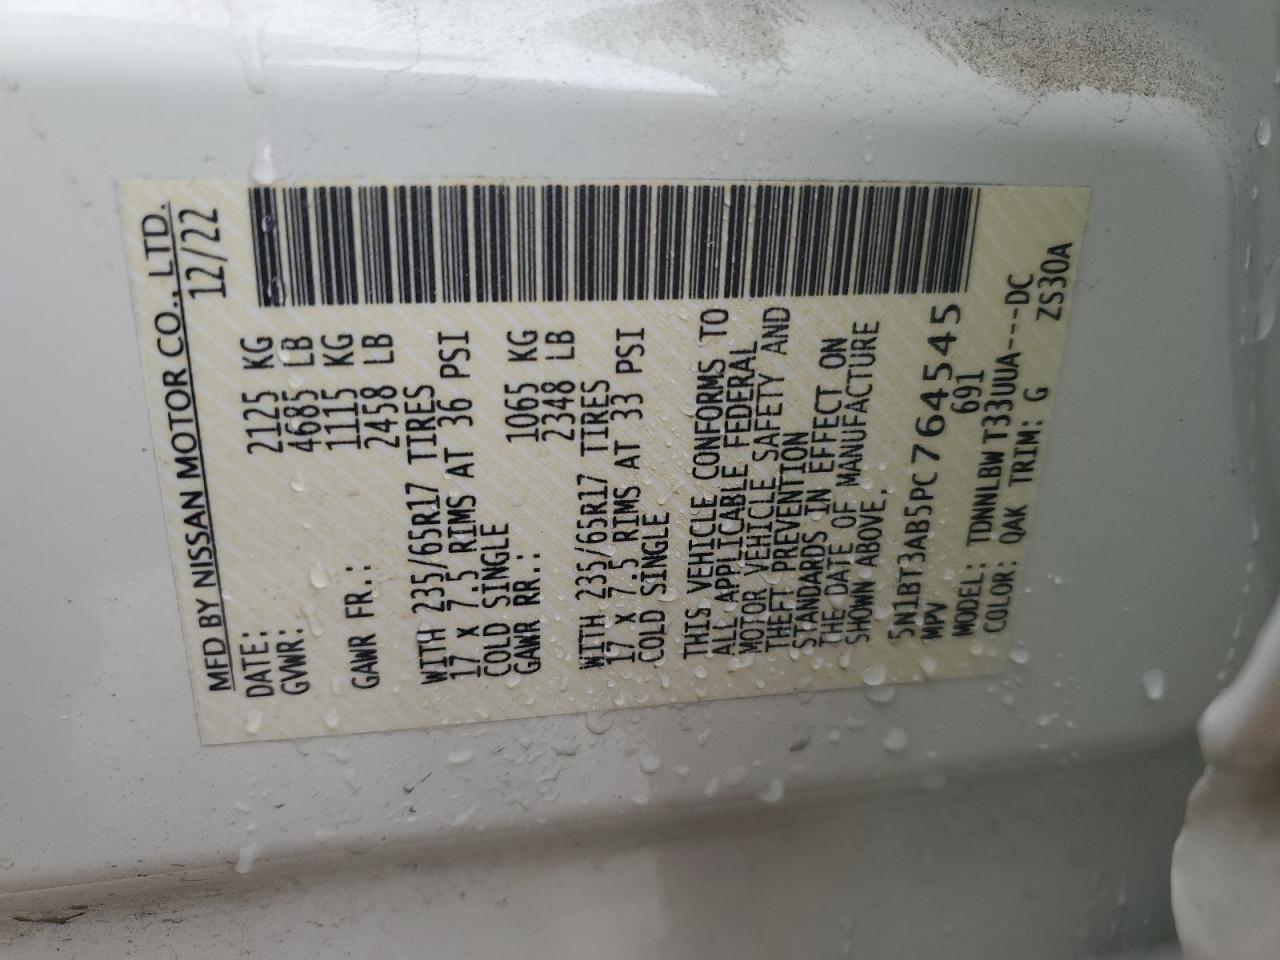 MFD BY NISSAN MOTOR CO., LTD.
DATE: 12/22
GVWR: 2125 KG
4685 LB
GAWR FR.: 1115 KG
2458 LB
WITH 235/65R17 TIRES
17 X 7.5 RIMS AT 36 PSI
COLD SINGLE
GAWR RR.: 1065 KG
2348 LB
WITH 235/65R17 TIRES
17 X 7.5 RIMS AT 33 PSI
COLD SINGLE
THIS VEHICLE CONFORMS TO
ALL APPLICABLE FEDERAL
MOTOR VEHICLE SAFETY AND
THEFT PREVENTION
STANDARDS IN EFFECT ON
THE DATE OF MANUFACTURE
SHOWN ABOVE.
5N1BT3AB5PC764545
MPV 691
MODEL: TDNNLBW T33UUA---DC
COLOR: QAK TRIM: G ZS30A